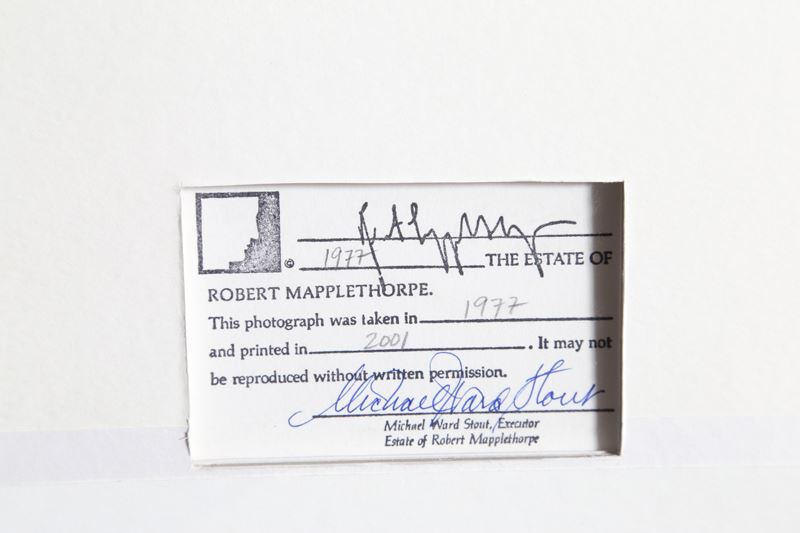 © 1977 THE ESTATE OF
ROBERT MAPPLETHORPE.
This photograph was taken in 1977
and printed in 2001. It may not
be reproduced without written permission.
Michael Ward Stout
Michael Ward Stout, Executor
Estate of Robert Mapplethorpe